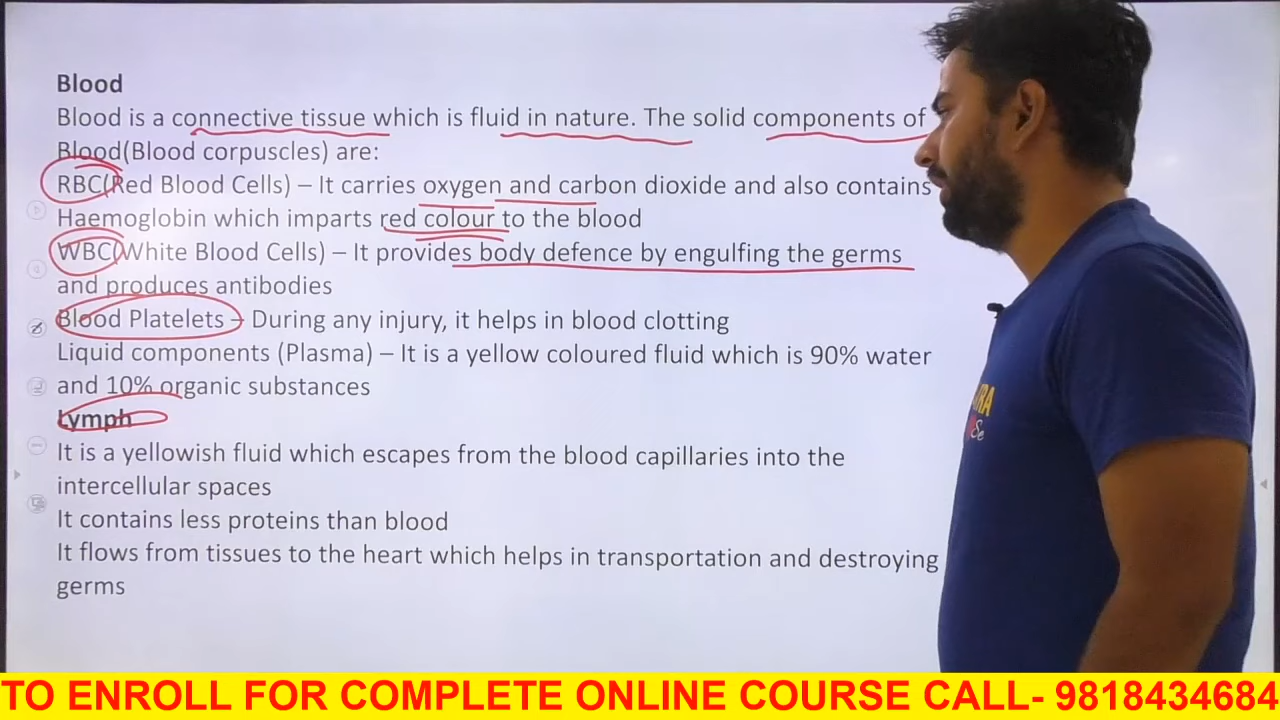 Blood
Blood is a connective tissue which is fluid in nature. The solid components of
Blood(Blood corpuscles) are:
RBC(Red Blood Cells) – It carries oxygen and carbon dioxide and also contains
Haemoglobin which imparts red colour to the blood
WBC(White Blood Cells) – It provides body defence by engulfing the germs
and produces antibodies
Blood Platelets – During any injury, it helps in blood clotting
Liquid components (Plasma) – It is a yellow coloured fluid which is 90% water
and 10% organic substances
Lymph
It is a yellowish fluid which escapes from the blood capillaries into the
intercellular spaces
It contains less proteins than blood
It flows from tissues to the heart which helps in transportation and destroying
germs
TO ENROLL FOR COMPLETE ONLINE COURSE CALL- 9818434684